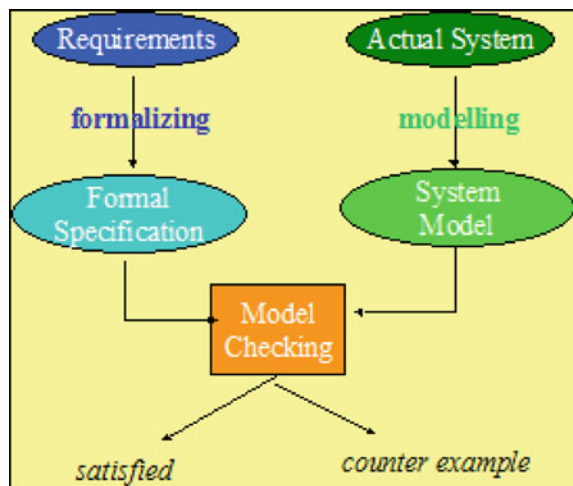 Requirements
Actual System
formalizing
modelling
Formal
Specification
System
Model
Model
Checking
satisfied
counter example